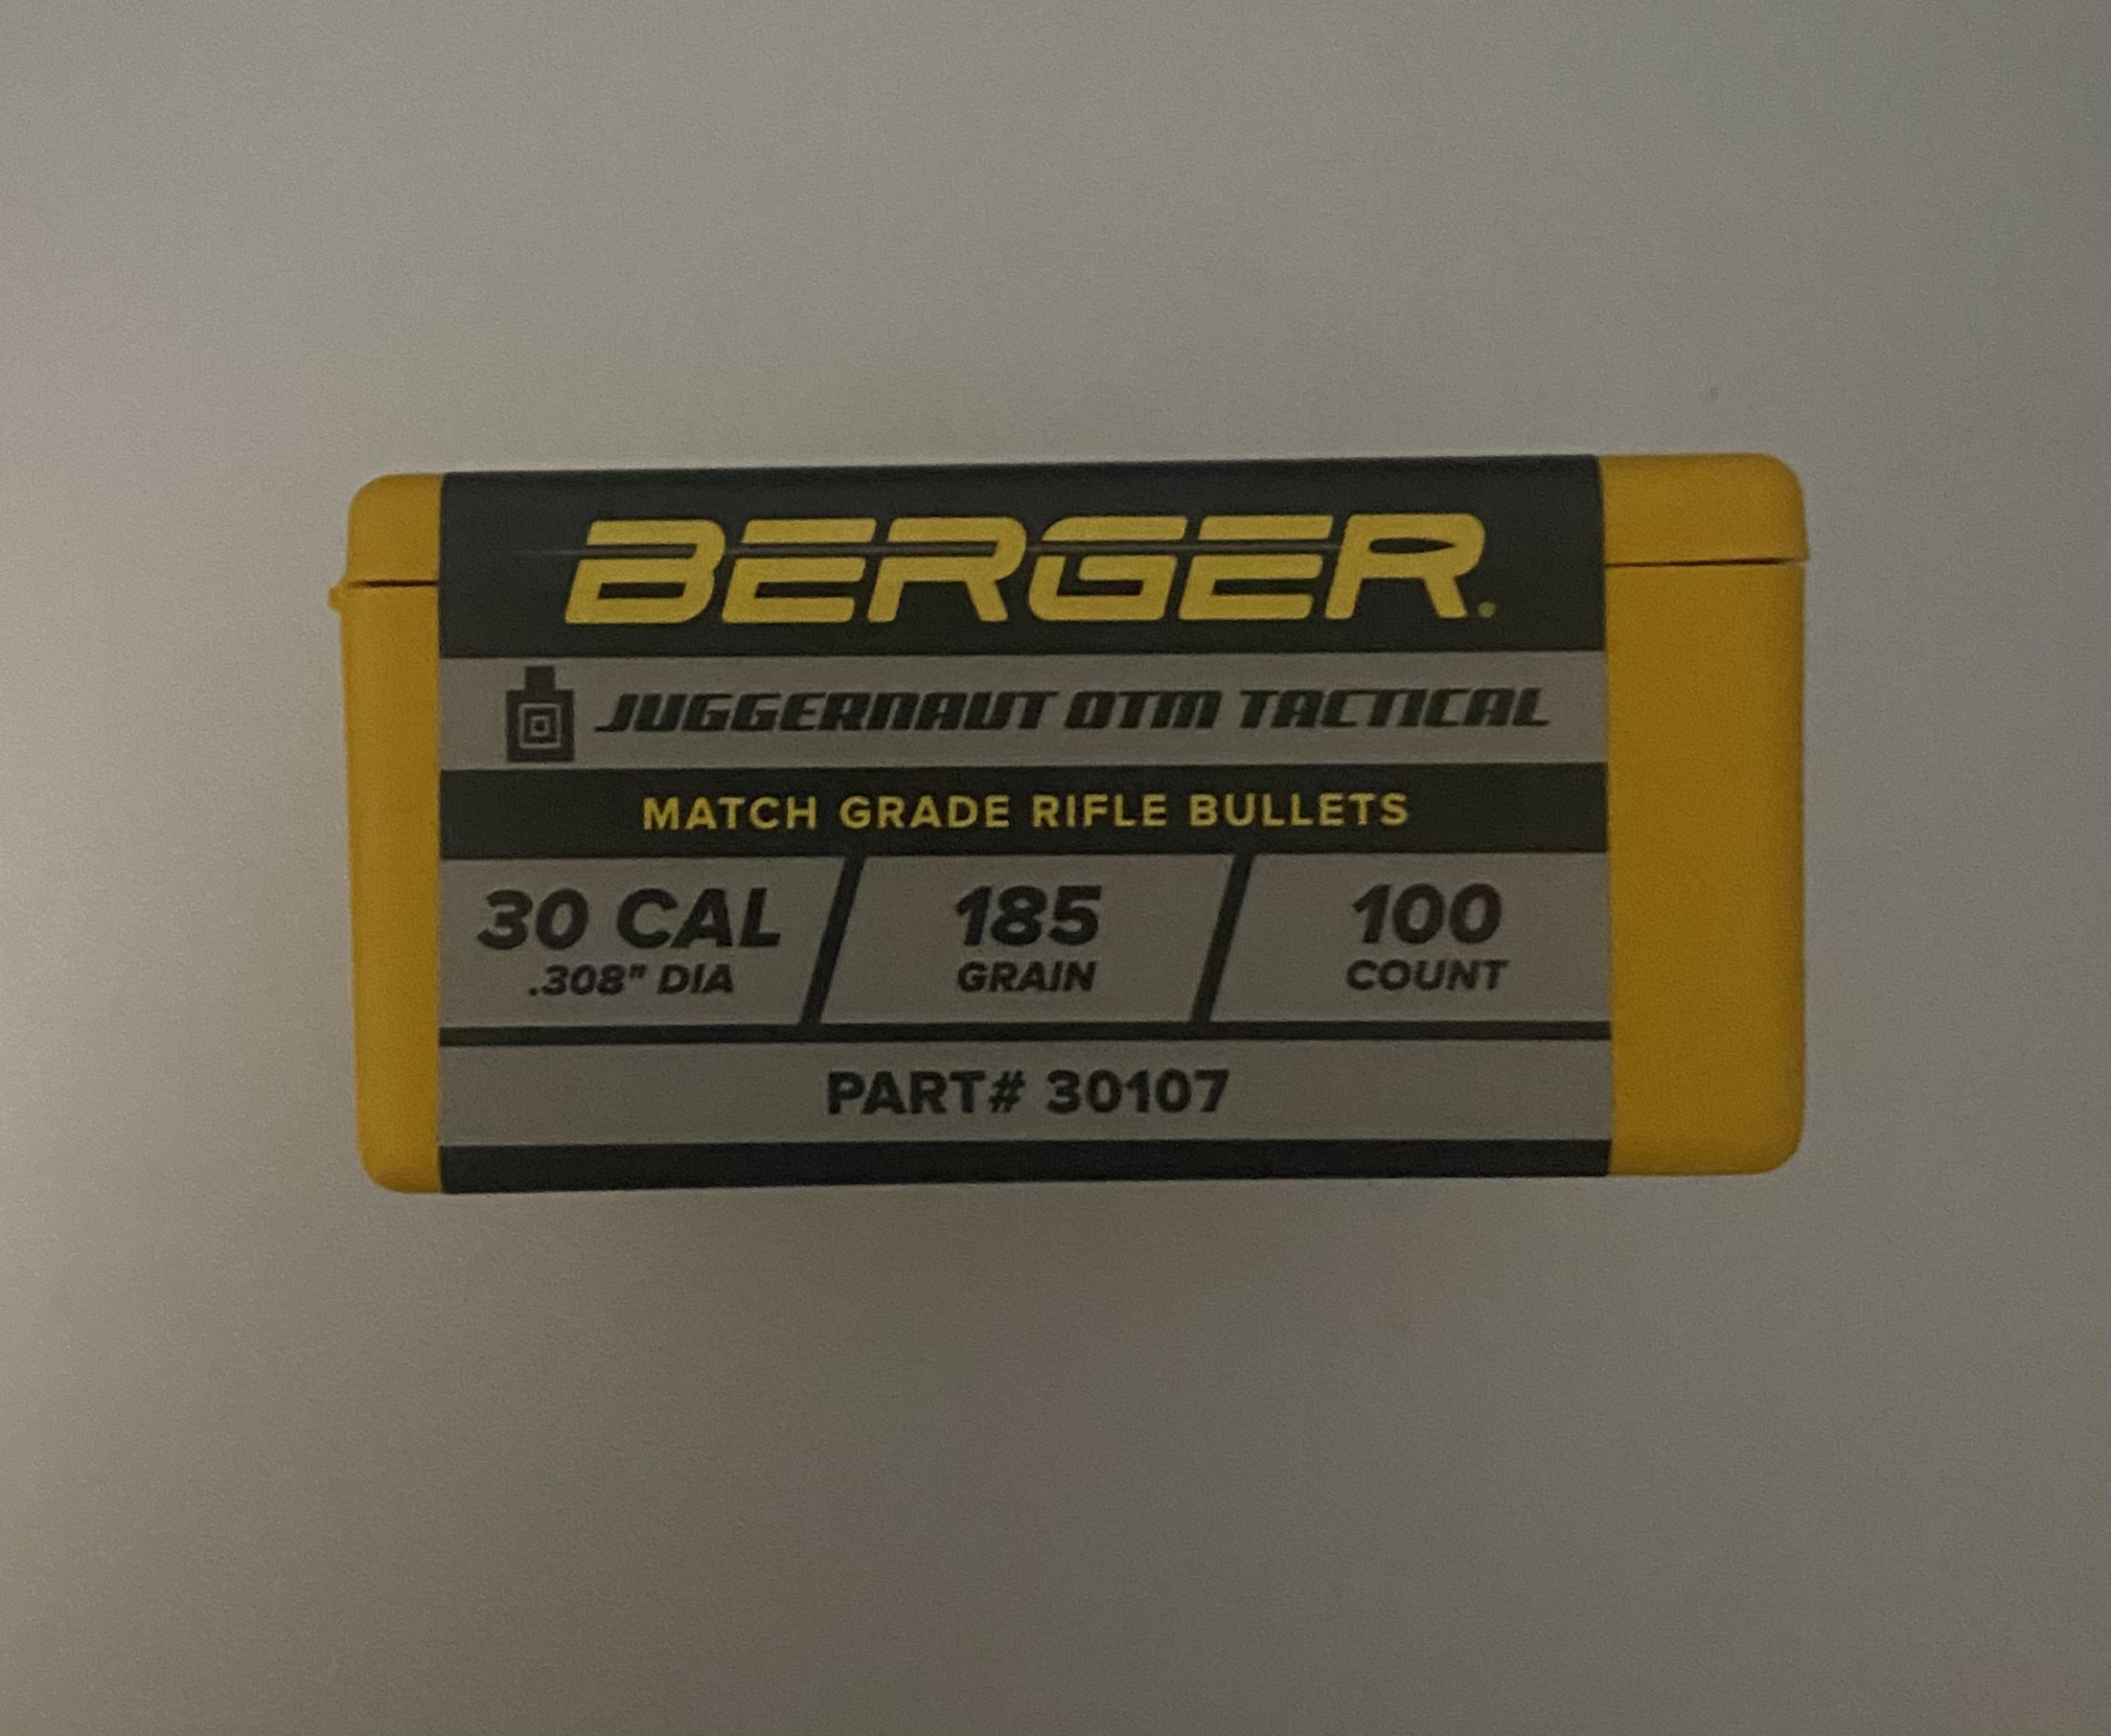 BERGER.
JUGGERNAUT OTM TACTICAL
MATCH GRADE RIFLE BULLETS
30 CAL
.308" DIA
185
GRAIN
100
COUNT
PART# 30107